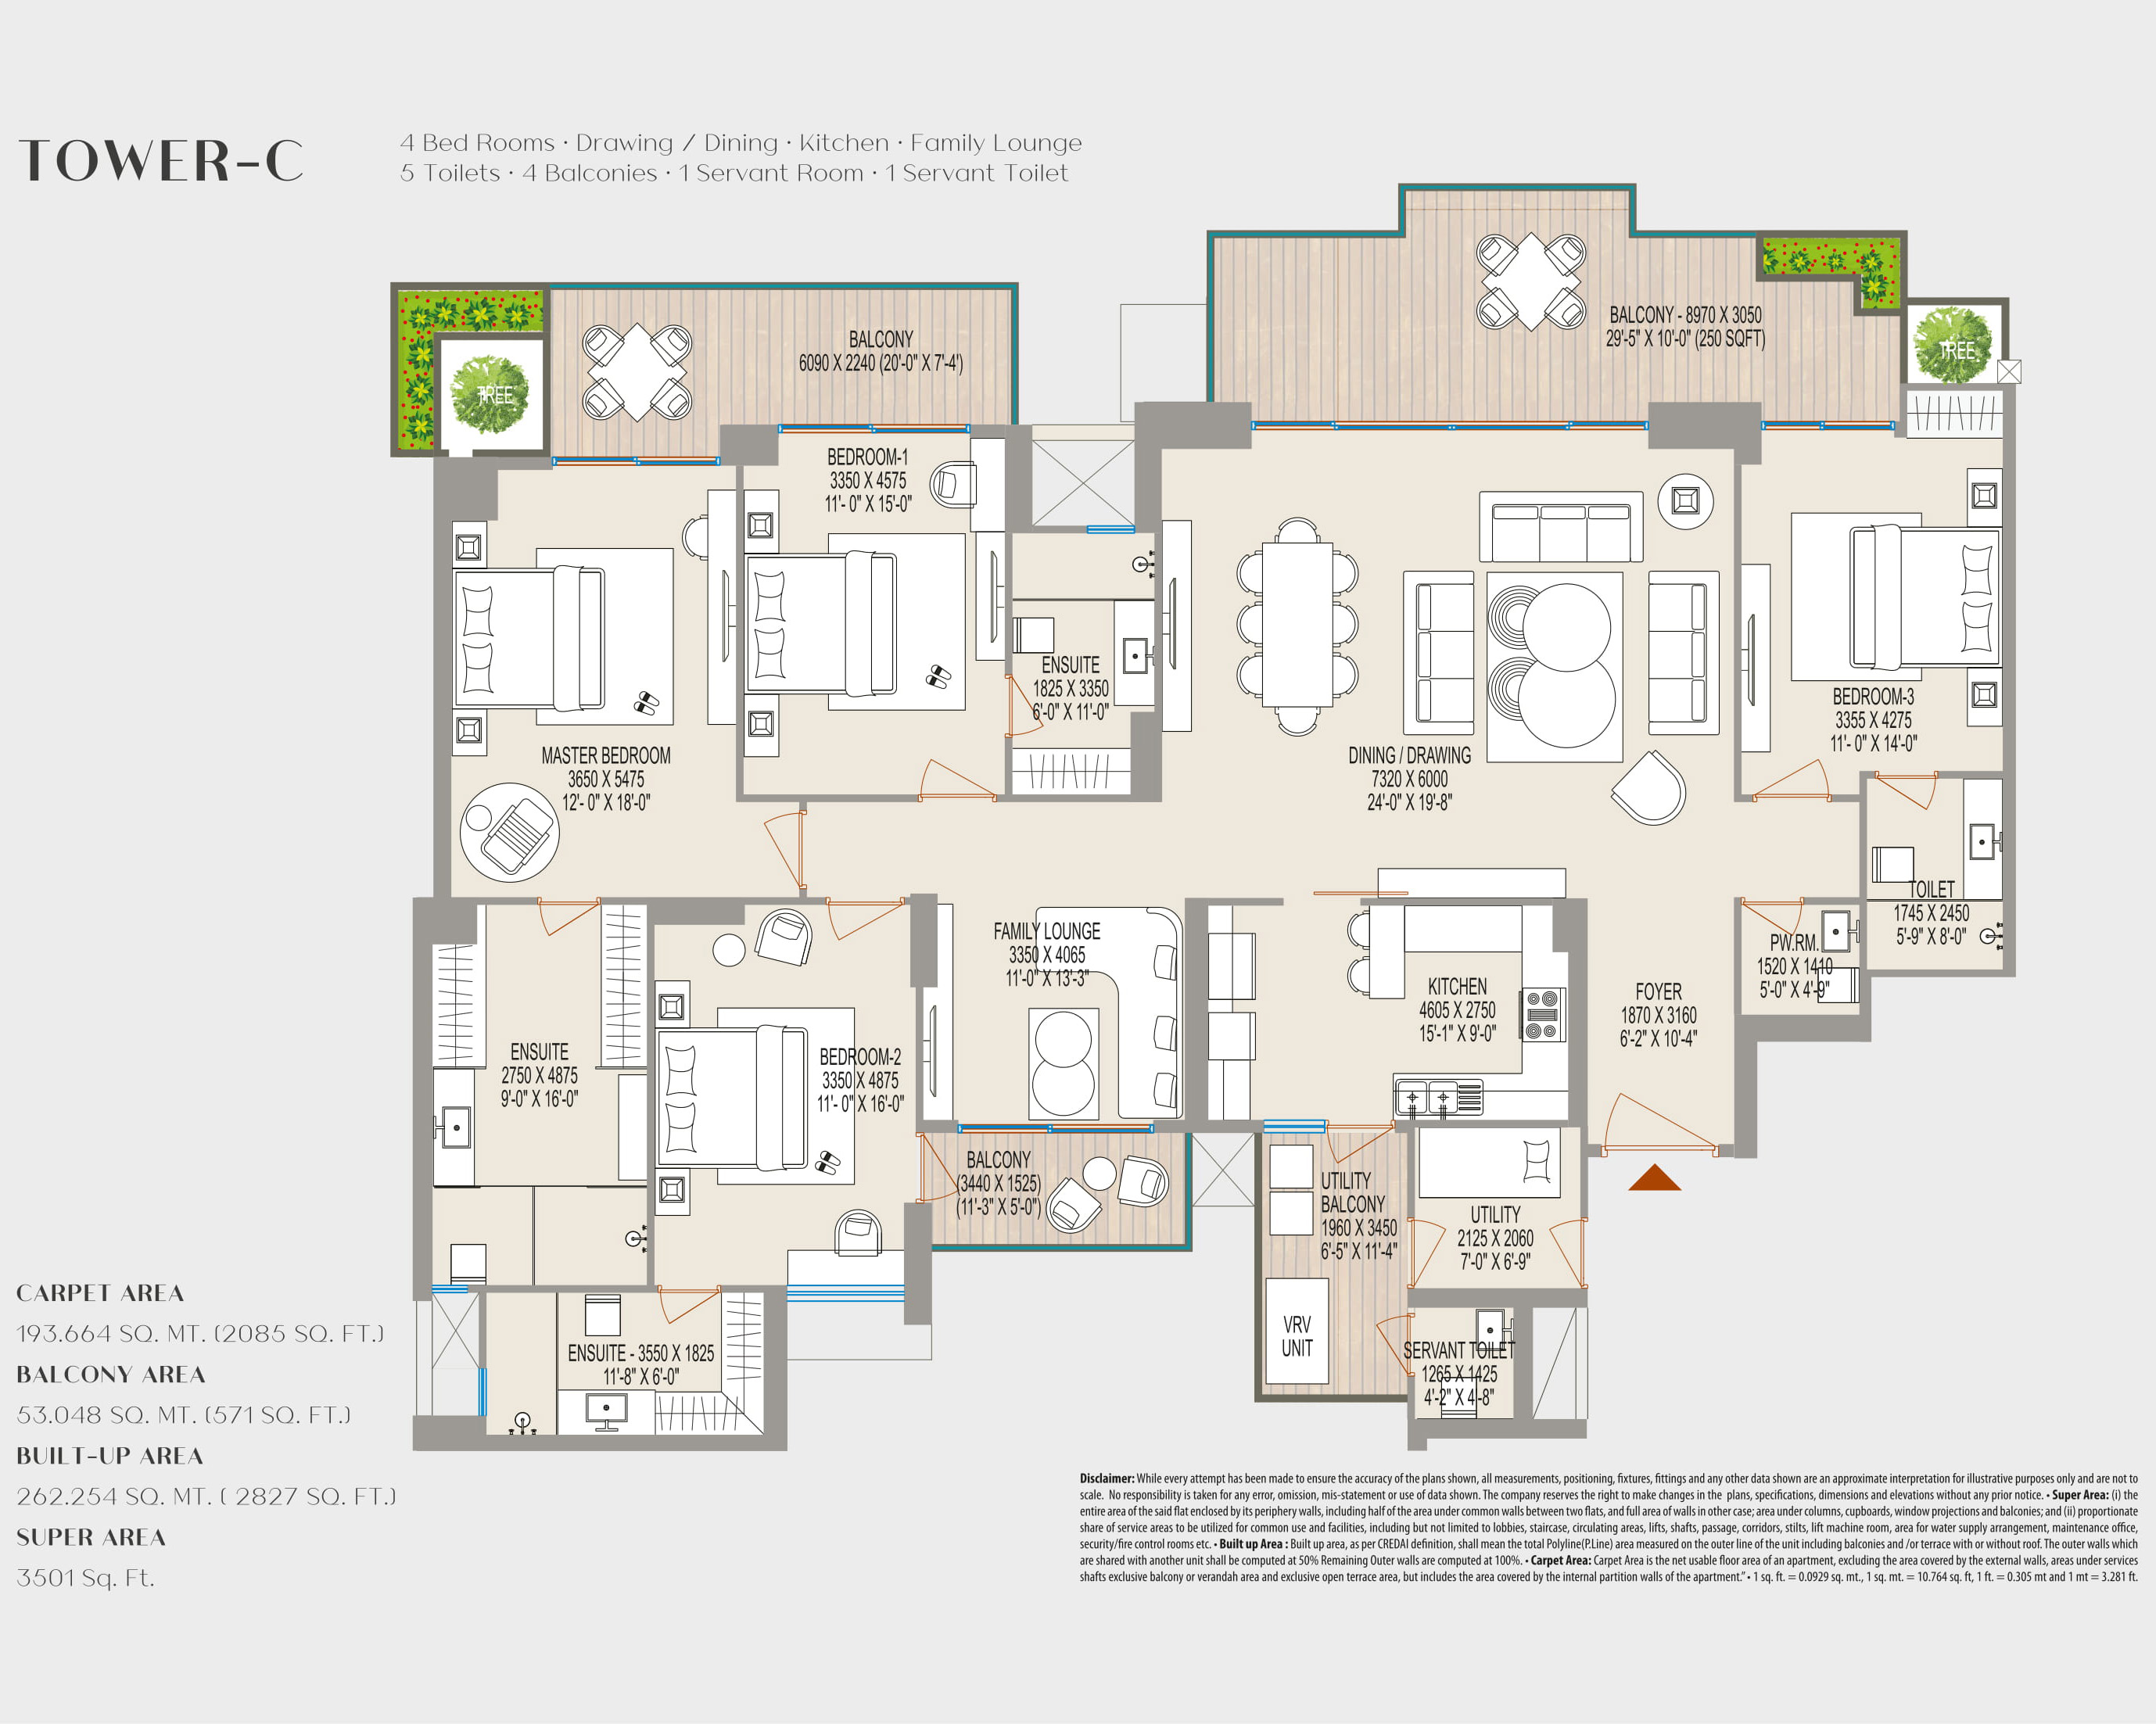 TOWER-C
4 Bed Rooms • Drawing / Dining • Kitchen • Family Lounge
5 Toilets • 4 Balconies • 1 Servant Room • 1 Servant Toilet
BALCONY - 8970 X 3050
29'-5" X 10'-0" (250 SQFT)
TREE
BALCONY
6090 X 2240 (20'-0" X 7'-4')
TREE
BEDROOM-1
3350 X 4575
11'- 0" X 15'-0"
ENSUITE
1825 X 3350
6'-0" X 11'-0"
BEDROOM-3
3355 X 4275
11'- 0" X 14'-0"
MASTER BEDROOM
3650 X 5475
12'- 0" X 18'-0"
DINING / DRAWING
7320 X 6000
24'-0" X 19'-8"
TOILET
1745 X 2450
5'-9" X 8'-0"
PW.RM.
1520 X 1410
5'-0" X 4'-9"
FAMILY LOUNGE
3350 X 4065
11'-0" X 13'-3"
KITCHEN
4605 X 2750
15'-1" X 9'-0"
FOYER
1870 X 3160
6'-2" X 10'-4"
ENSUITE
2750 X 4875
9'-0" X 16'-0"
BEDROOM-2
3350 X 4875
11'- 0" X 16'-0"
BALCONY
(3440 X 1525)
(11'-3" X 5'-0")
UTILITY
BALCONY
1960 X 3450
6'-5" X 11'-4"
UTILITY
2125 X 2060
7'-0" X 6'-9"
VRV
UNIT
SERVANT TOILET
1265 X 1425
4'-2" X 4'-8"
ENSUITE - 3550 X 1825
11'-8" X 6'-0"
CARPET AREA
193.664 SQ. MT. (2085 SQ. FT.)
BALCONY AREA
53.048 SQ. MT. (571 SQ. FT.)
BUILT-UP AREA
262.254 SQ. MT. ( 2827 SQ. FT.)
SUPER AREA
3501 Sq. Ft.
Disclaimer: While every attempt has been made to ensure the accuracy of the plans shown, all measurements, positioning, fixtures, fittings and any other data shown are an approximate interpretation for illustrative purposes only and are not to
scale. No responsibility is taken for any error, omission, mis-statement or use of data shown. The company reserves the right to make changes in the plans, specifications, dimensions and elevations without any prior notice. • Super Area: (i) the
entire area of the said flat enclosed by its periphery walls, including half of the area under common walls between two flats, and full area of walls in other case; area under columns, cupboards, window projections and balconies; and (ii) proportionate
share of service areas to be utilized for common use and facilities, including but not limited to lobbies, staircase, circulating areas, lifts, shafts, passage, corridors, stilts, lift machine room, area for water supply arrangement, maintenance office,
security/fire control rooms etc. • Built up Area : Built up area, as per CREDAI definition, shall mean the total Polyline(P.Line) area measured on the outer line of the unit including balconies and /or terrace with or without roof. The outer walls which
are shared with another unit shall be computed at 50% Remaining Outer walls are computed at 100%. • Carpet Area: Carpet Area is the net usable floor area of an apartment, excluding the area covered by the external walls, areas under services
shafts exclusive balcony or verandah area and exclusive open terrace area, but includes the area covered by the internal partition walls of the apartment." • 1 sq. ft. = 0.0929 sq. mt., 1 sq. mt. = 10.764 sq. ft, 1 ft. = 0.305 mt and 1 mt = 3.281 ft.